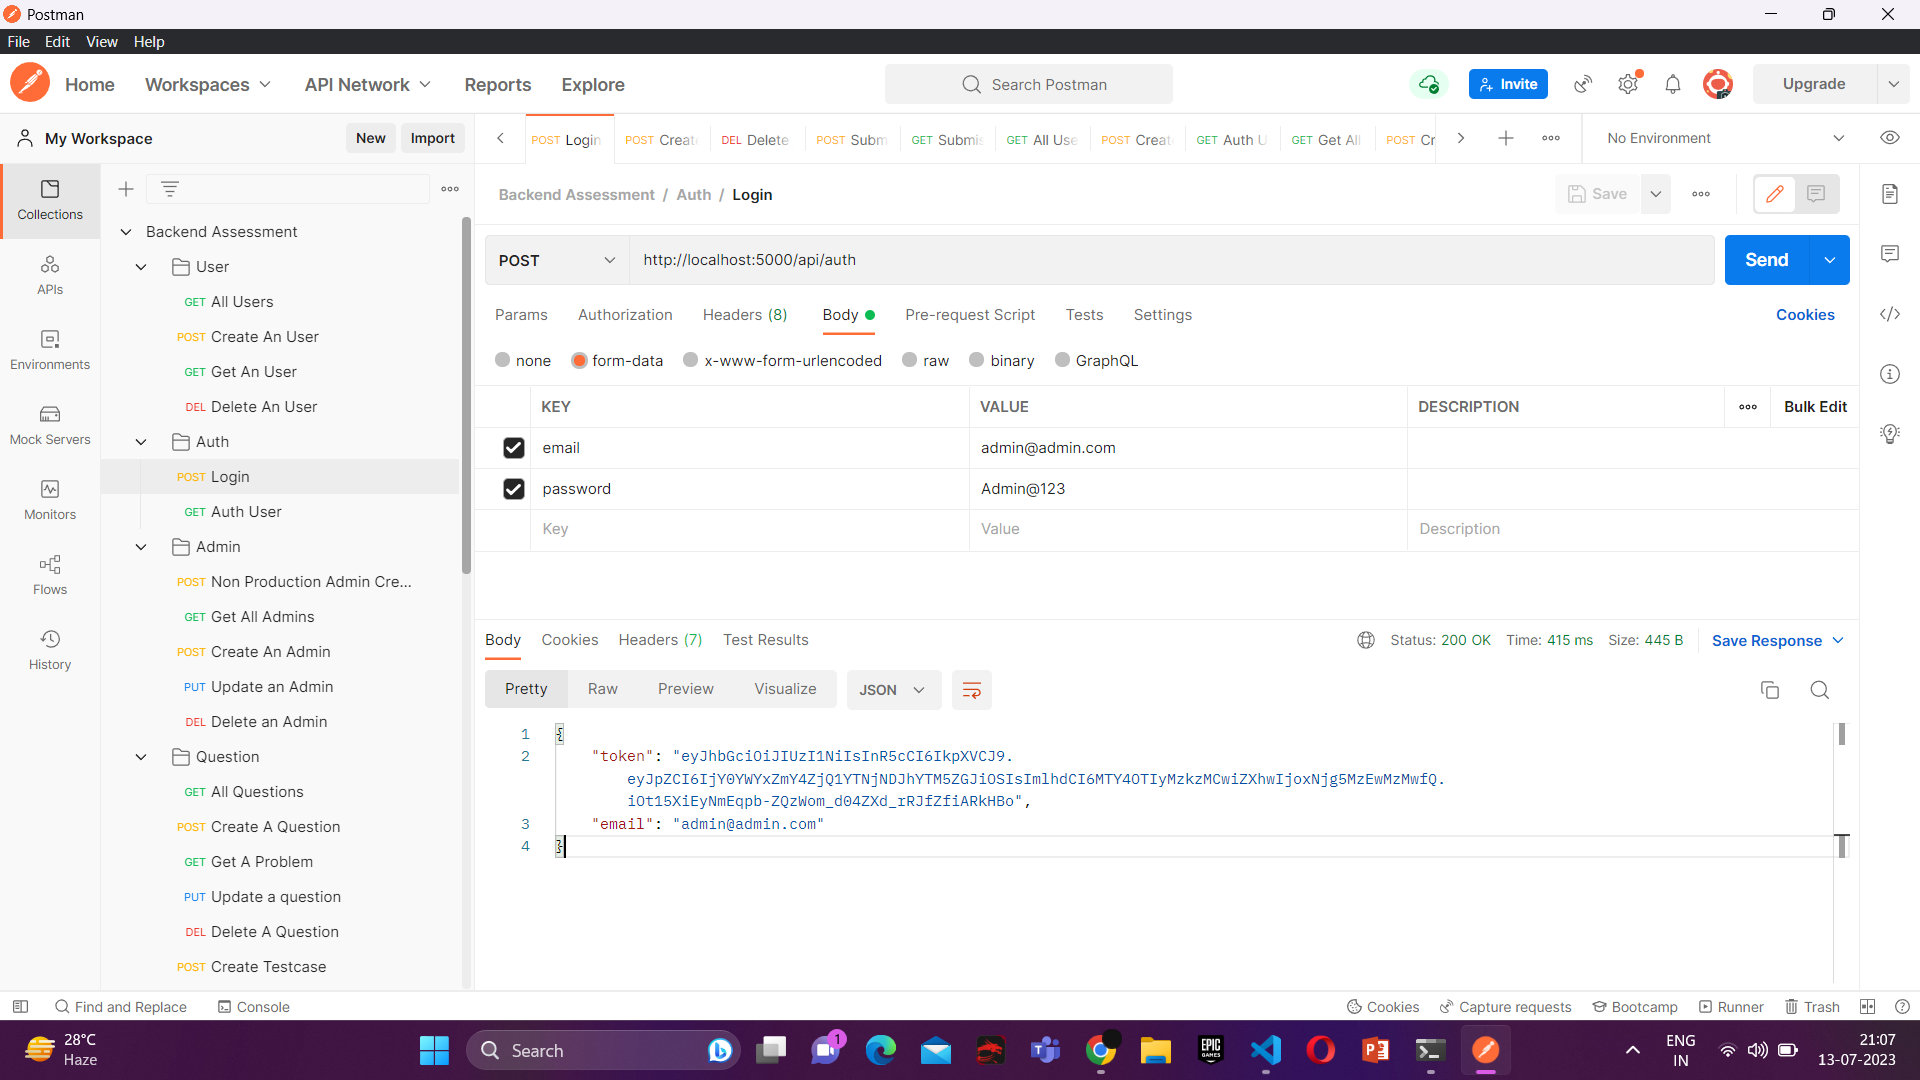 Postman
File Edit View Help
Home Workspaces API Network Reports Explore
Search Postman
Invite
Upgrade
My Workspace
New Import
POST Login
POST Creat
DEL Delete
POST Subm
GET Submis
GET All Use
POST Creat
GET Auth U
GET Get All
POST Cr
No Environment
Collections
APIs
Environments
Mock Servers
Monitors
Flows
History
Backend Assessment
User
GET All Users
POST Create An User
GET Get An User
DEL Delete An User
Auth
POST Login
GET Auth User
Admin
POST Non Production Admin Cre...
GET Get All Admins
POST Create An Admin
PUT Update an Admin
DEL Delete an Admin
Question
GET All Questions
POST Create A Question
GET Get A Problem
PUT Update a question
DEL Delete A Question
POST Create Testcase
Backend Assessment / Auth / Login
Save
POST http://localhost:5000/api/auth
Send
Params Authorization Headers (8) Body Pre-request Script Tests Settings
Cookies
none form-data x-www-form-urlencoded raw binary GraphQL
KEY VALUE DESCRIPTION
Bulk Edit
email admin@admin.com
password Admin@123
Key Value Description
Body Cookies Headers (7) Test Results
Status: 200 OK Time: 415 ms Size: 445 B
Save Response
Pretty Raw Preview Visualize JSON
1 {
2 "token": "eyJhbGciOiJIUzI1NiIsInR5cCI6IkpXVCJ9.
eyJpZCI6IjY0YWYxZmY4ZjQ1YTNjNDJhYTM5ZGJiOSIsImlhdCI6MTY4OTIyMzkzMCwiZXhwIjoxNjg5MzEwMzMwfQ.
iOt15XiEyNmEqpb-ZQzWom_d04ZXd_rRJfZfiARkHBo",
3 "email": "admin@admin.com"
4 }
Find and Replace Console
Cookies Capture requests Bootcamp Runner Trash
28°C
Haze
Search
1
EPIC
GAMES
ENG
IN
21:07
13-07-2023